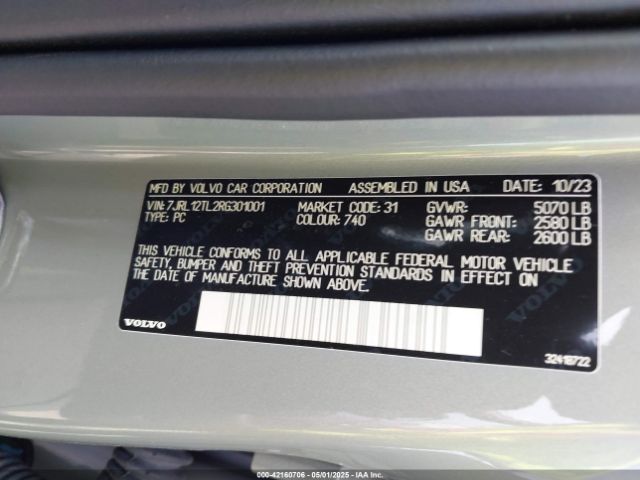 MFD BY VOLVO CAR CORPORATION ASSEMBLED IN USA DATE: 10/23
VIN: 7JRL12TL2RG301001 MARKET CODE: 31 GVWR: 5070 LB
TYPE: PC COLOUR: 740 GAWR FRONT: 2580 LB
GAWR REAR: 2600 LB
THIS VEHICLE CONFORMS TO ALL APPLICABLE FEDERAL MOTOR VEHICLE
SAFETY, BUMPER AND THEFT PREVENTION STANDARDS IN EFFECT ON
THE DATE OF MANUFACTURE SHOWN ABOVE.
VOLVO
32418722
000-42160706 - 05/01/2025 - IAAI.COM